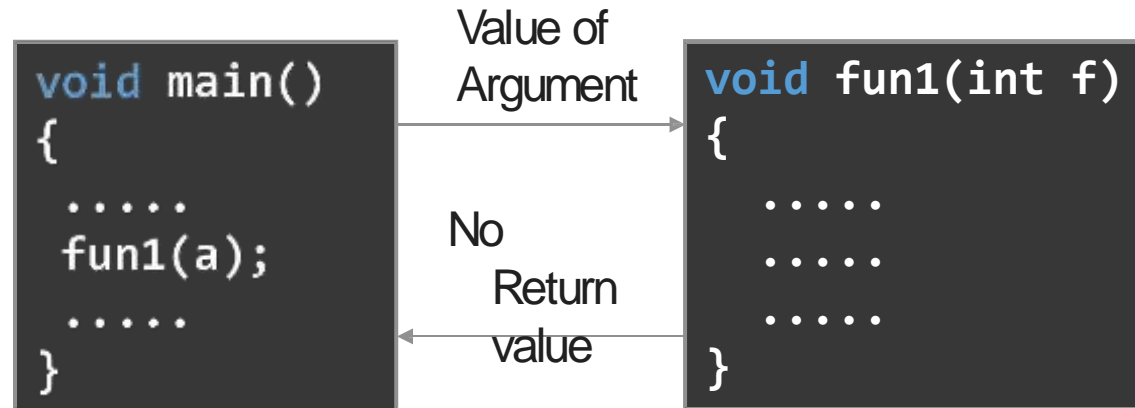 void main()
{
.....
fun1(a);
.....
}
Value of
Argument
No
Return
value
void fun1(int f)
{
.....
.....
.....
}